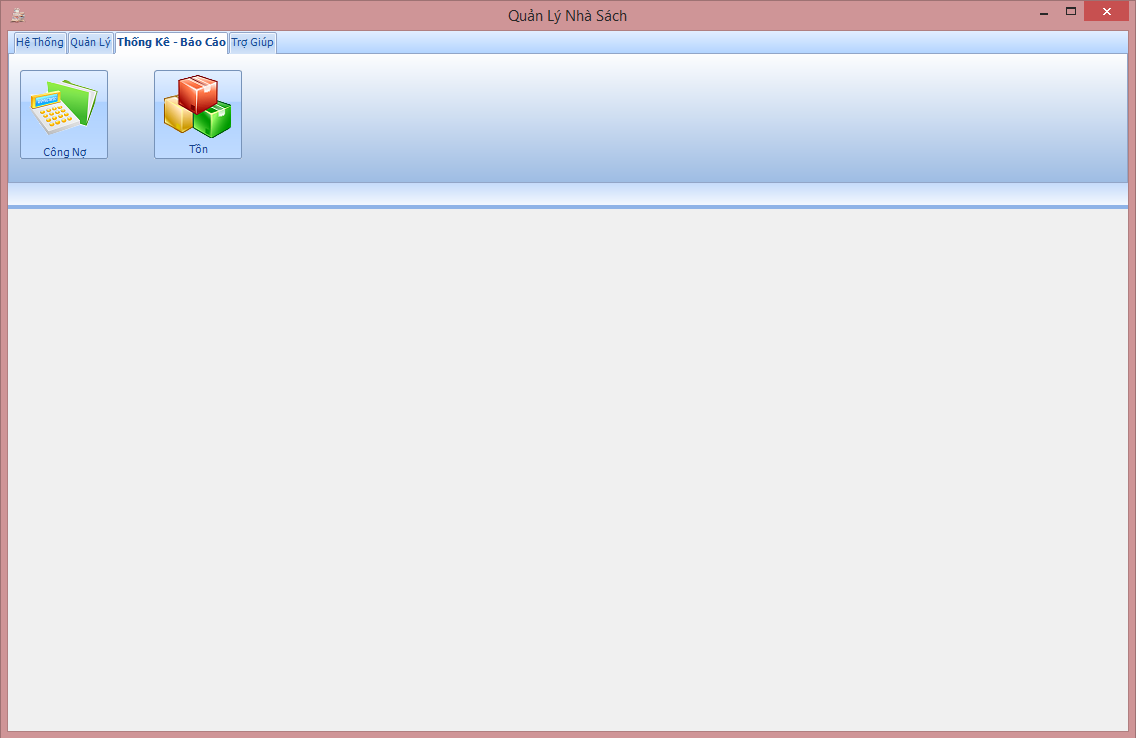 Quản Lý Nhà Sách
Hệ Thống Quản Lý Thống Kê - Báo Cáo Trợ Giúp
Công Nợ Tồn